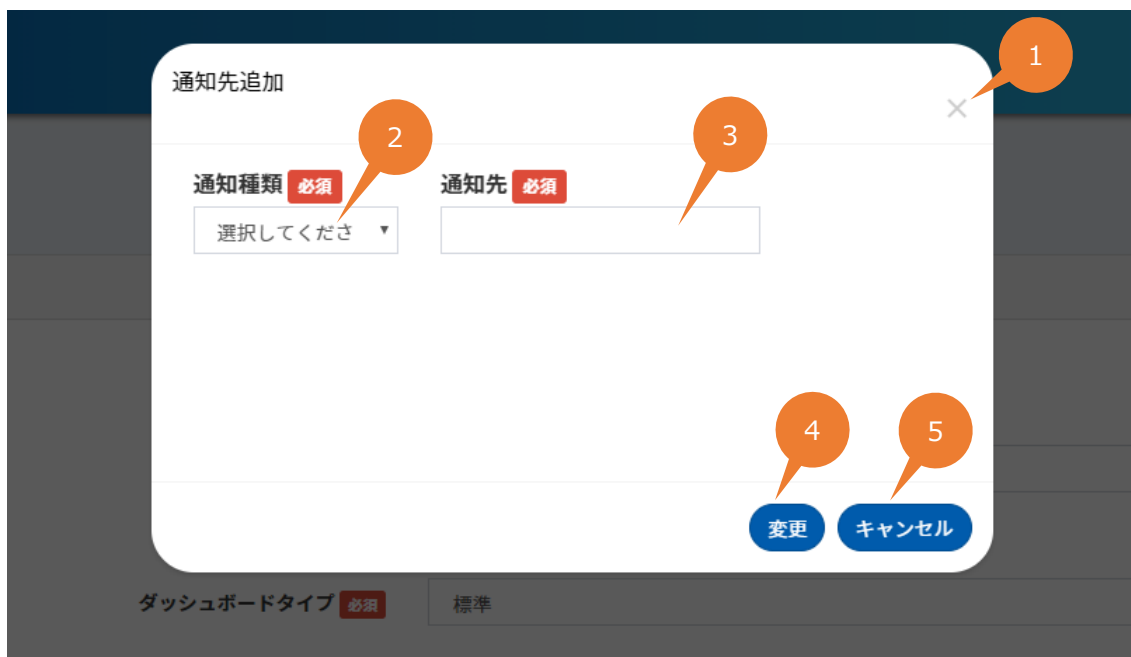 1
通知先追加
×
2
3
通知種類 必須
通知先 必須
選択してくださ ▼
4
5
変更
キャンセル
ダッシュボードタイプ 必須
標準